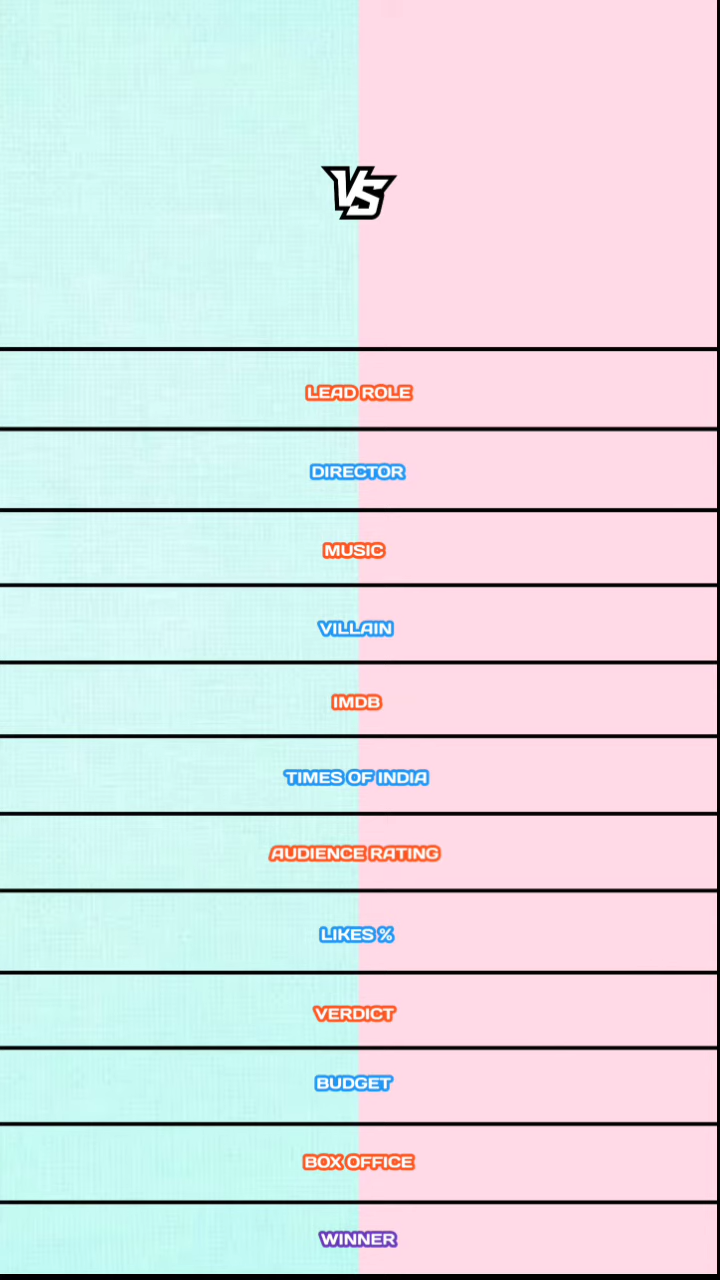 VS
LEAD ROLE
DIRECTOR
MUSIC
VILLAIN
IMDB
TIMES OF INDIA
AUDIENCE RATING
LIKES %
VERDICT
BUDGET
BOX OFFICE
WINNER